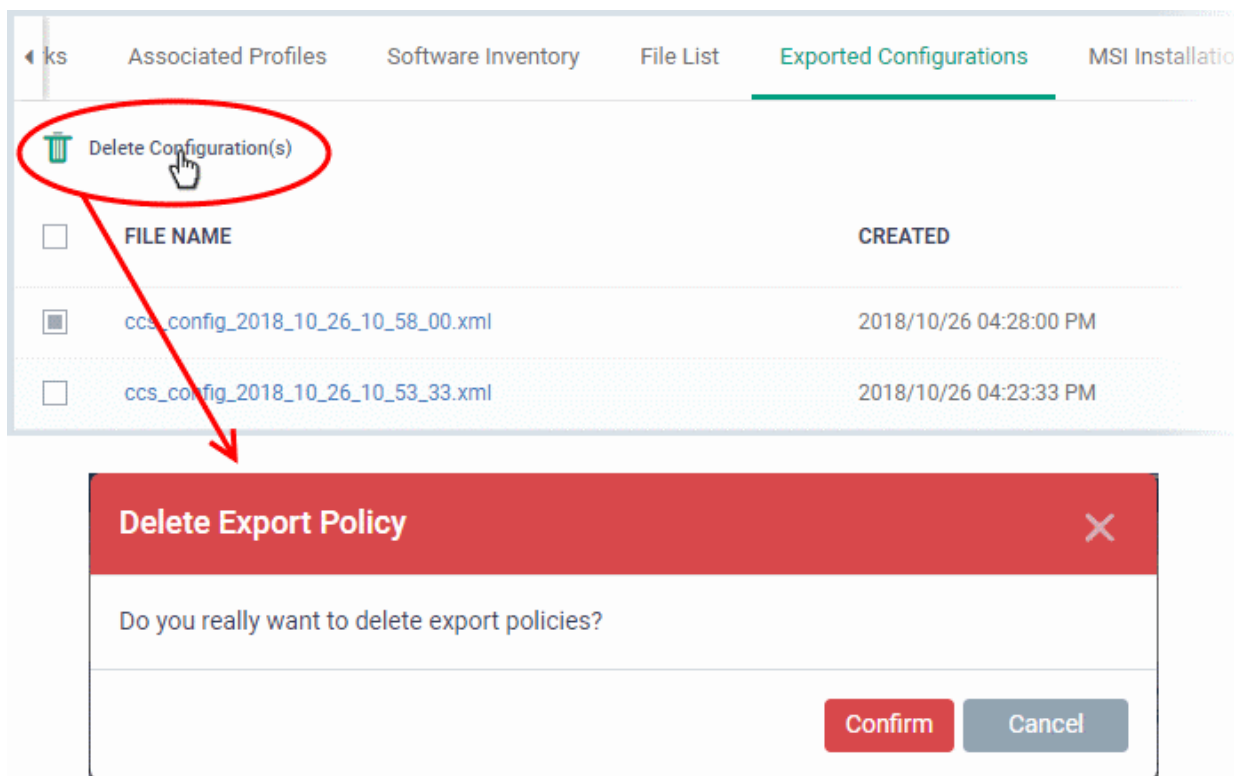 ks Associated Profiles Software Inventory File List Exported Configurations MSI Installatio
Delete Configuration(s)
FILE NAME CREATED
ccs_config_2018_10_26_10_58_00.xml 2018/10/26 04:28:00 PM
ccs_config_2018_10_26_10_53_33.xml 2018/10/26 04:23:33 PM
Delete Export Policy
Do you really want to delete export policies?
Confirm Cancel